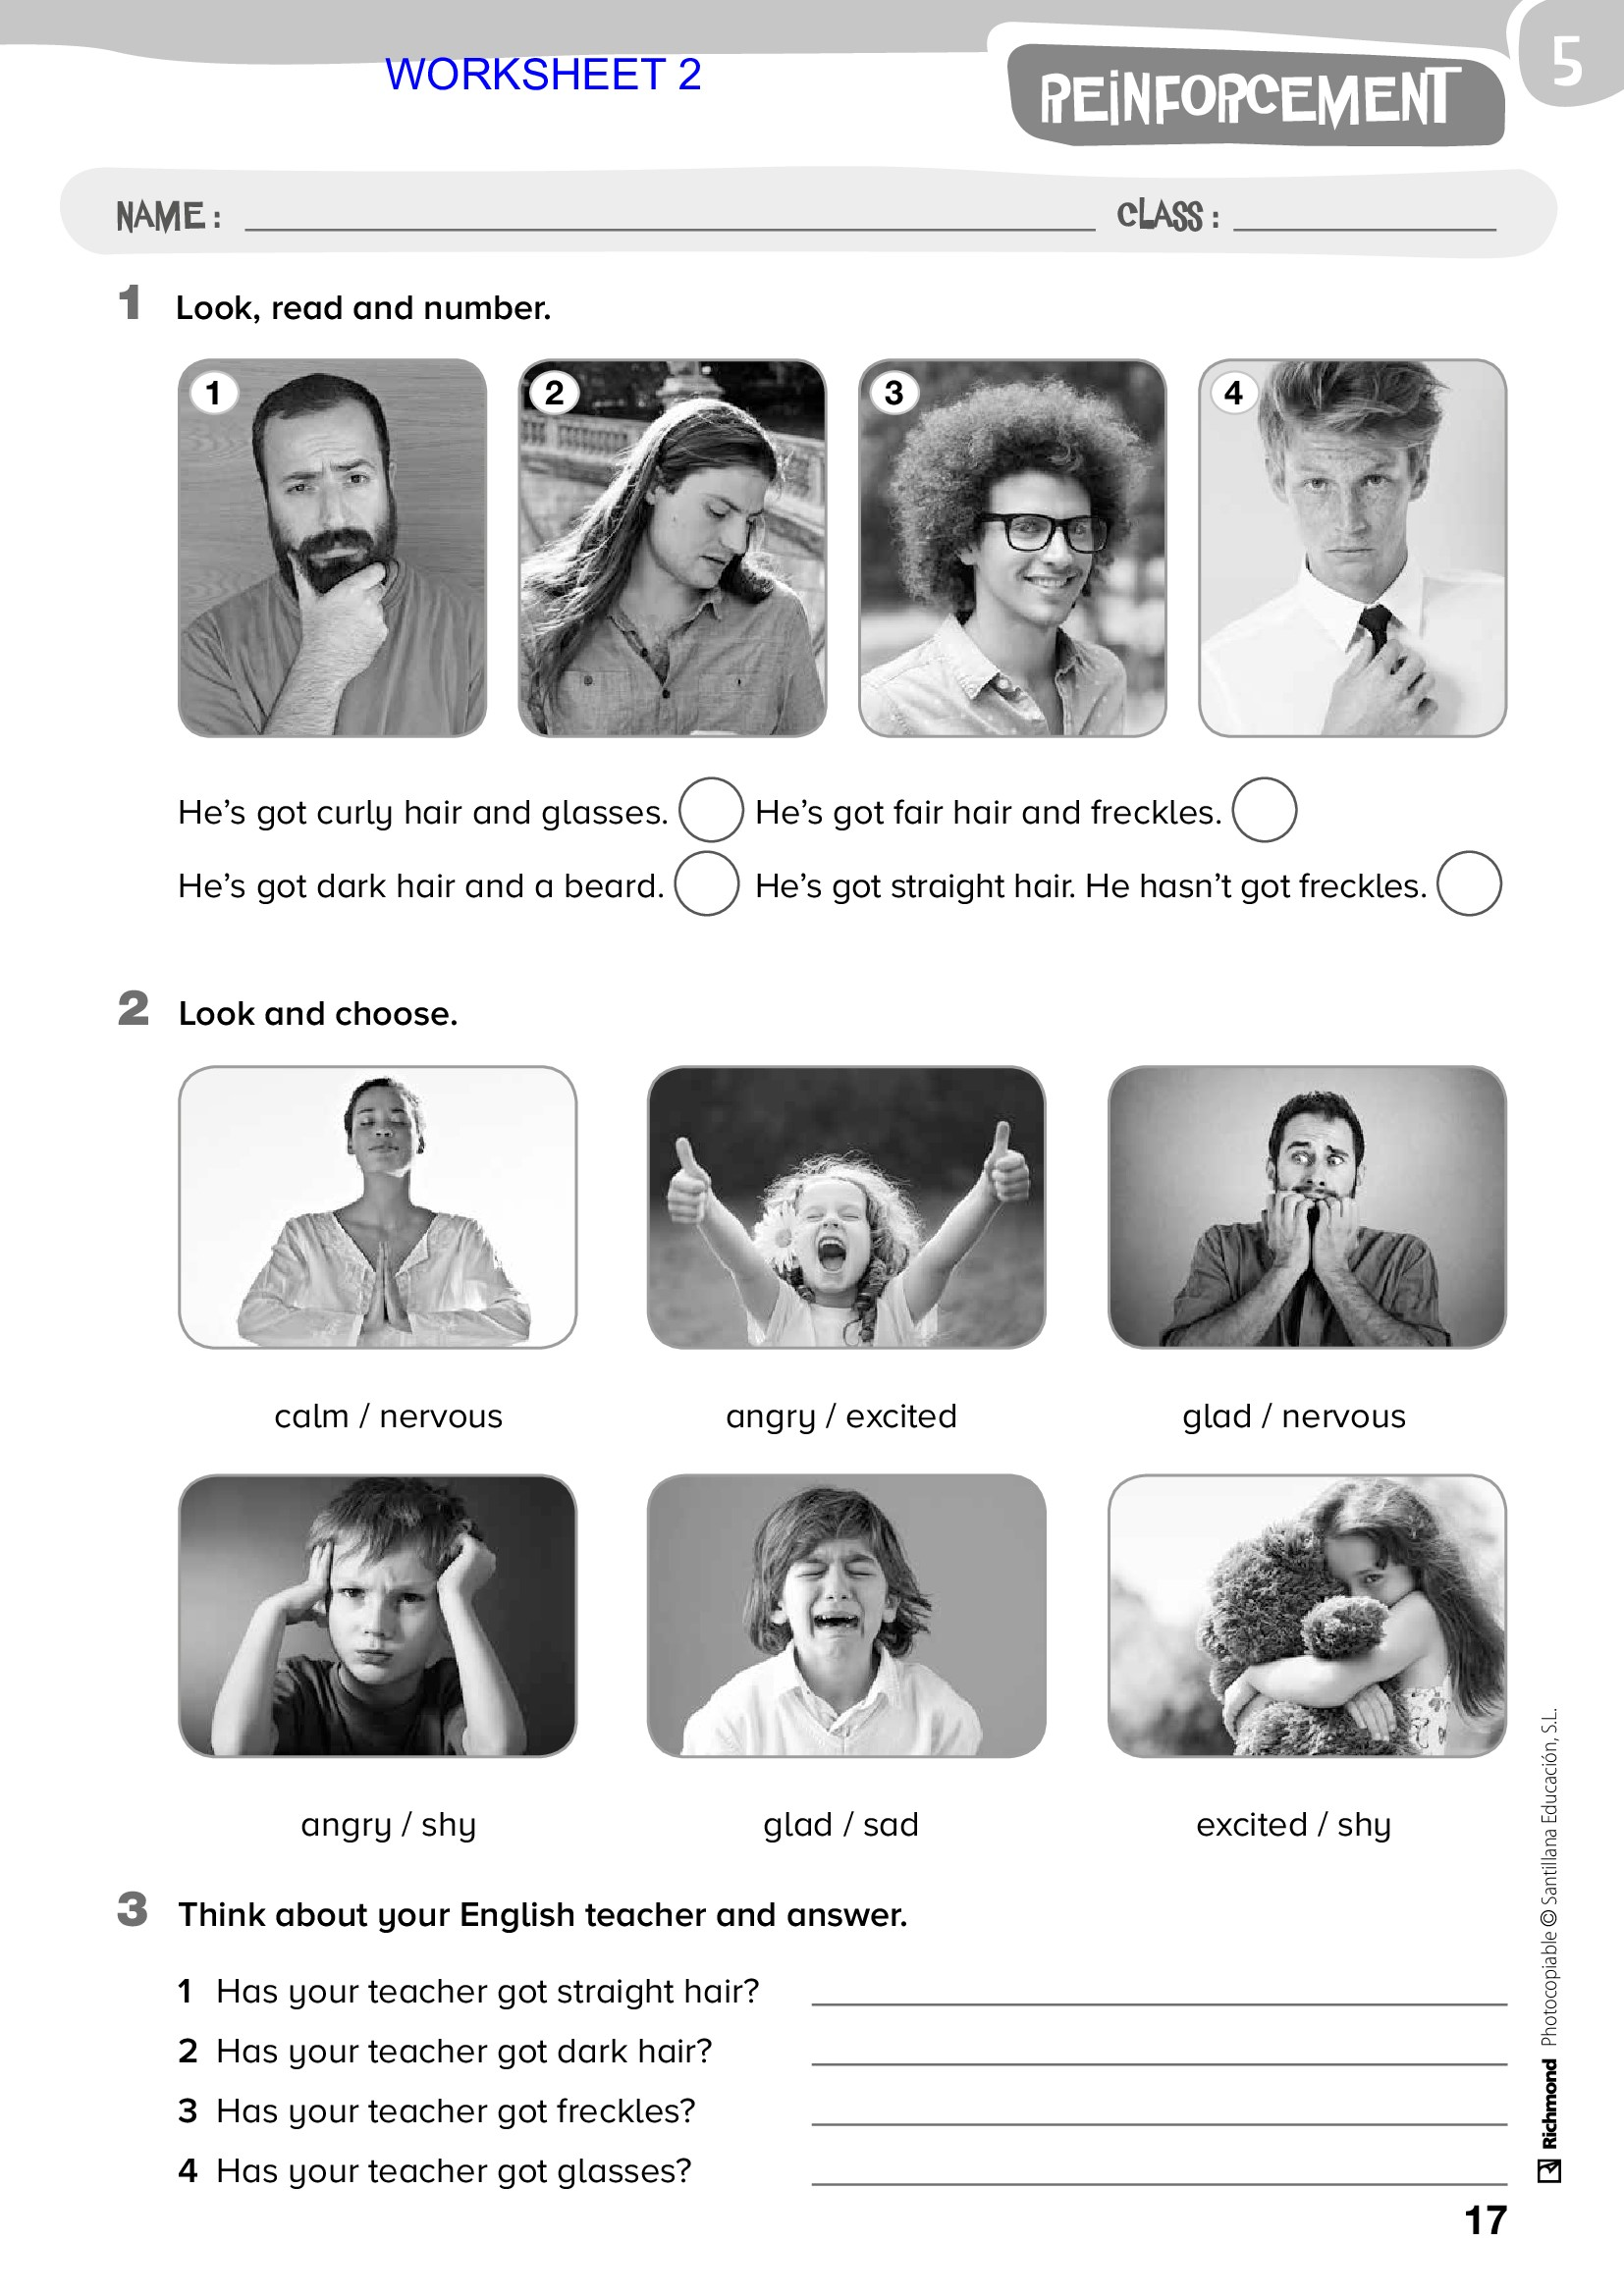 5
WORKSHEET 2
REINFORCEMENT
NAME: CLASS:
1 Look, read and number.
1 2 3 4
He's got curly hair and glasses. He's got fair hair and freckles.
He's got dark hair and a beard. He's got straight hair. He hasn't got freckles.
2 Look and choose.
calm / nervous angry / excited glad / nervous
angry / shy glad / sad excited / shy
3 Think about your English teacher and answer.
1 Has your teacher got straight hair?
2 Has your teacher got dark hair?
3 Has your teacher got freckles?
4 Has your teacher got glasses?
Richmond Photocopiable © Santillana Educación, S.L.
17